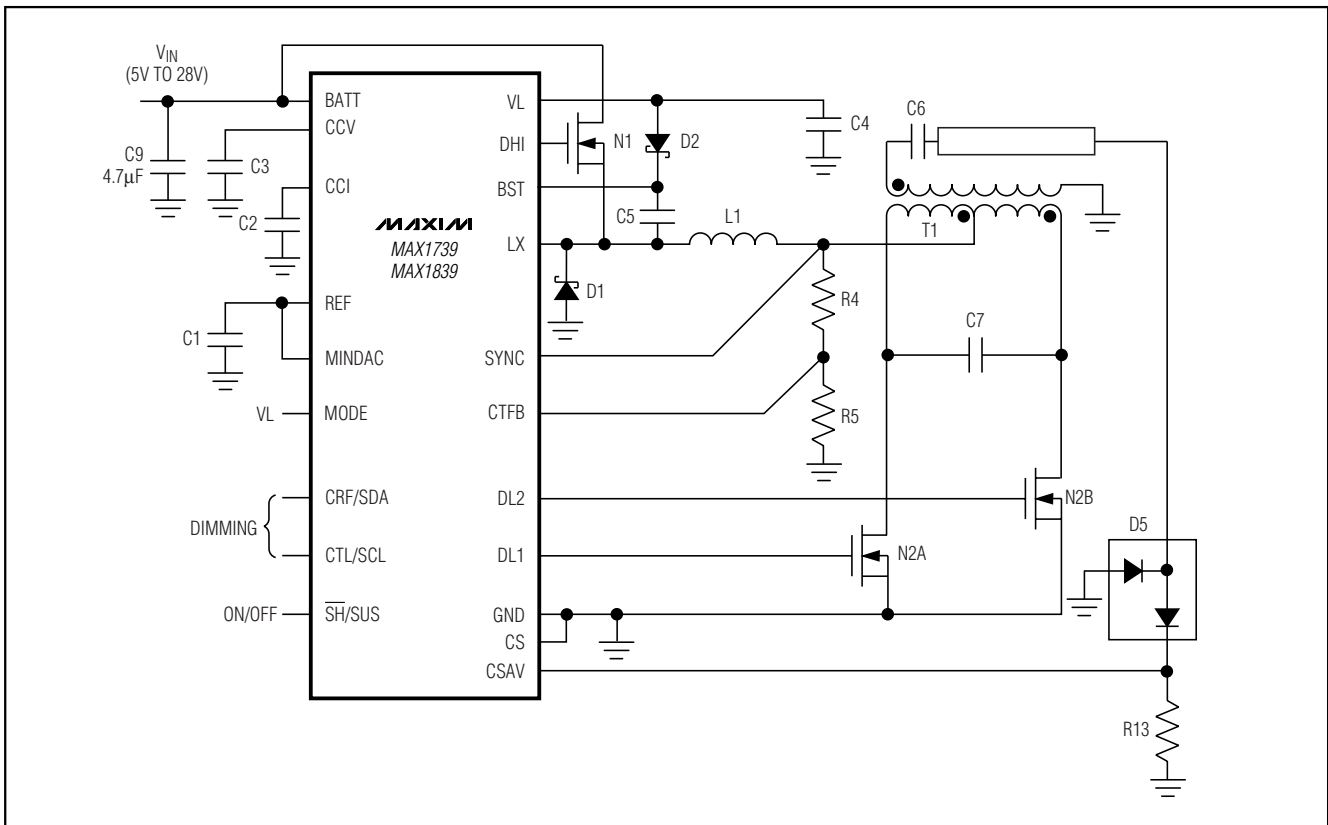 VIN
(5V TO 28V)
C9
4.7µF
C3
C2
C1
VL
DIMMING
ON/OFF
BATT
CCV
CCI
REF
MINDAC
MODE
CRF/SDA
CTL/SCL
SH/SUS
MAXIM
MAX1739
MAX1839
VL
DHI
BST
LX
SYNC
CTFB
DL2
DL1
GND
CS
CSAV
N1
D2
C4
C5
L1
D1
R4
R5
C6
T1
C7
N2B
N2A
D5
R13